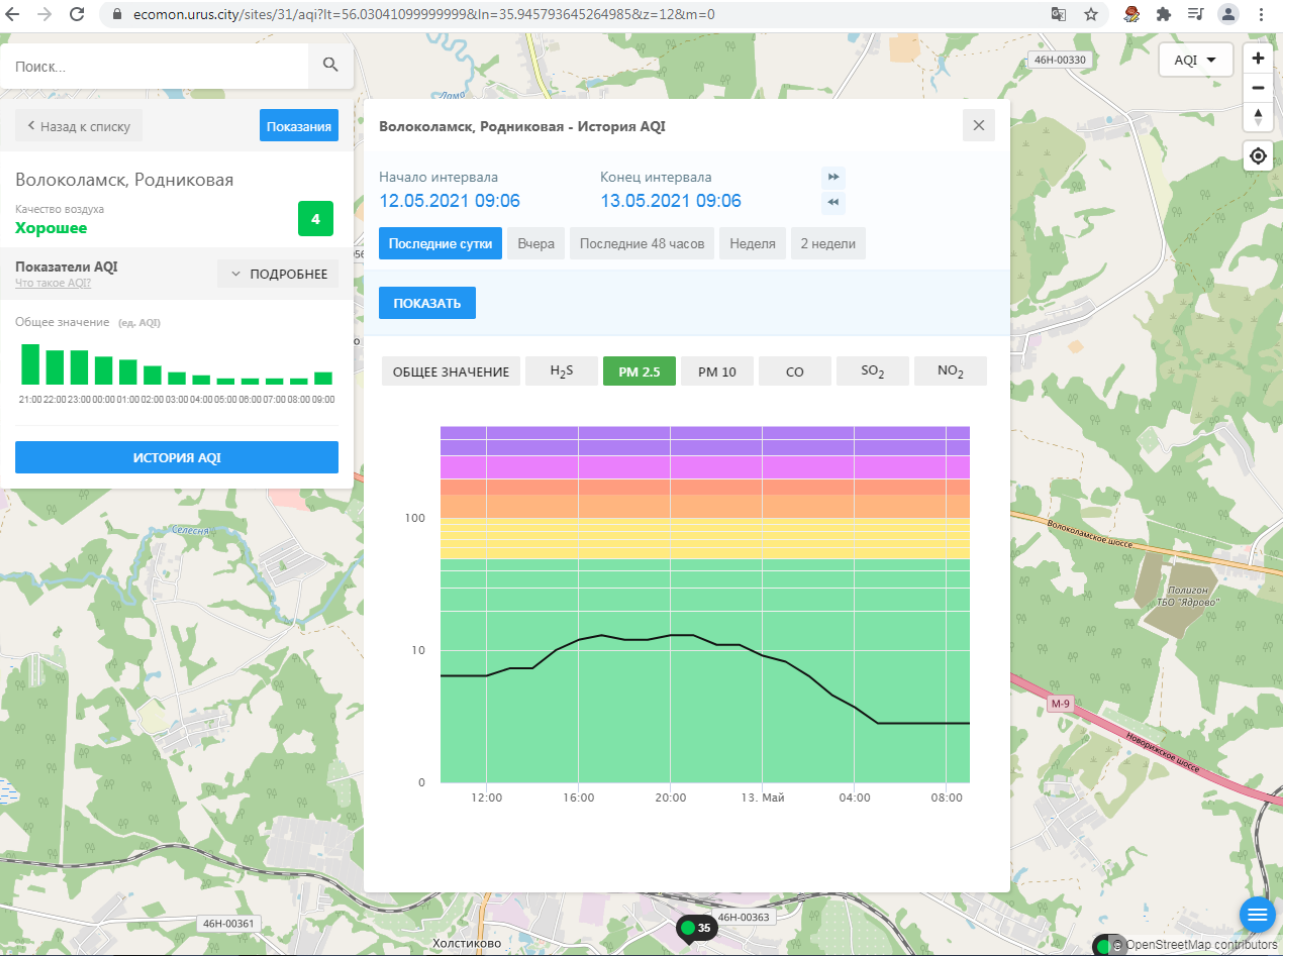 ecomon.urus.city/sites/31/aqi?lt=56.03041099999999&ln=35.945793645264985&z=12&m=0
Поиск...
46Н-00330
AQI
Назад к списку
Показания
Волоколамск, Родниковая - История AQI
Волоколамск, Родниковая
Качество воздуха
Хорошее
4
Начало интервала
Конец интервала
12.05.2021 09:06
13.05.2021 09:06
Последние сутки
Вчера
Последние 48 часов
Неделя
2 недели
Показатели AQI
Что такое AQI?
ПОДРОБНЕЕ
ПОКАЗАТЬ
Общее значение (ед. AQI)
21:00 22:00 23:00 00:00 01:00 02:00 03:00 04:00 05:00 06:00 07:00 08:00 09:00
ИСТОРИЯ AQI
ОБЩЕЕ ЗНАЧЕНИЕ
H2S
PM 2.5
PM 10
CO
SO2
NO2
100
10
0
12:00
16:00
20:00
13. Май
04:00
08:00
Лама
Селесня
Волоколамское шоссе
Полигон
ТБО "Ядрово"
М-9
Новорижское шоссе
46Н-00361
46Н-00363
35
Холстиково
© OpenStreetMap contributors